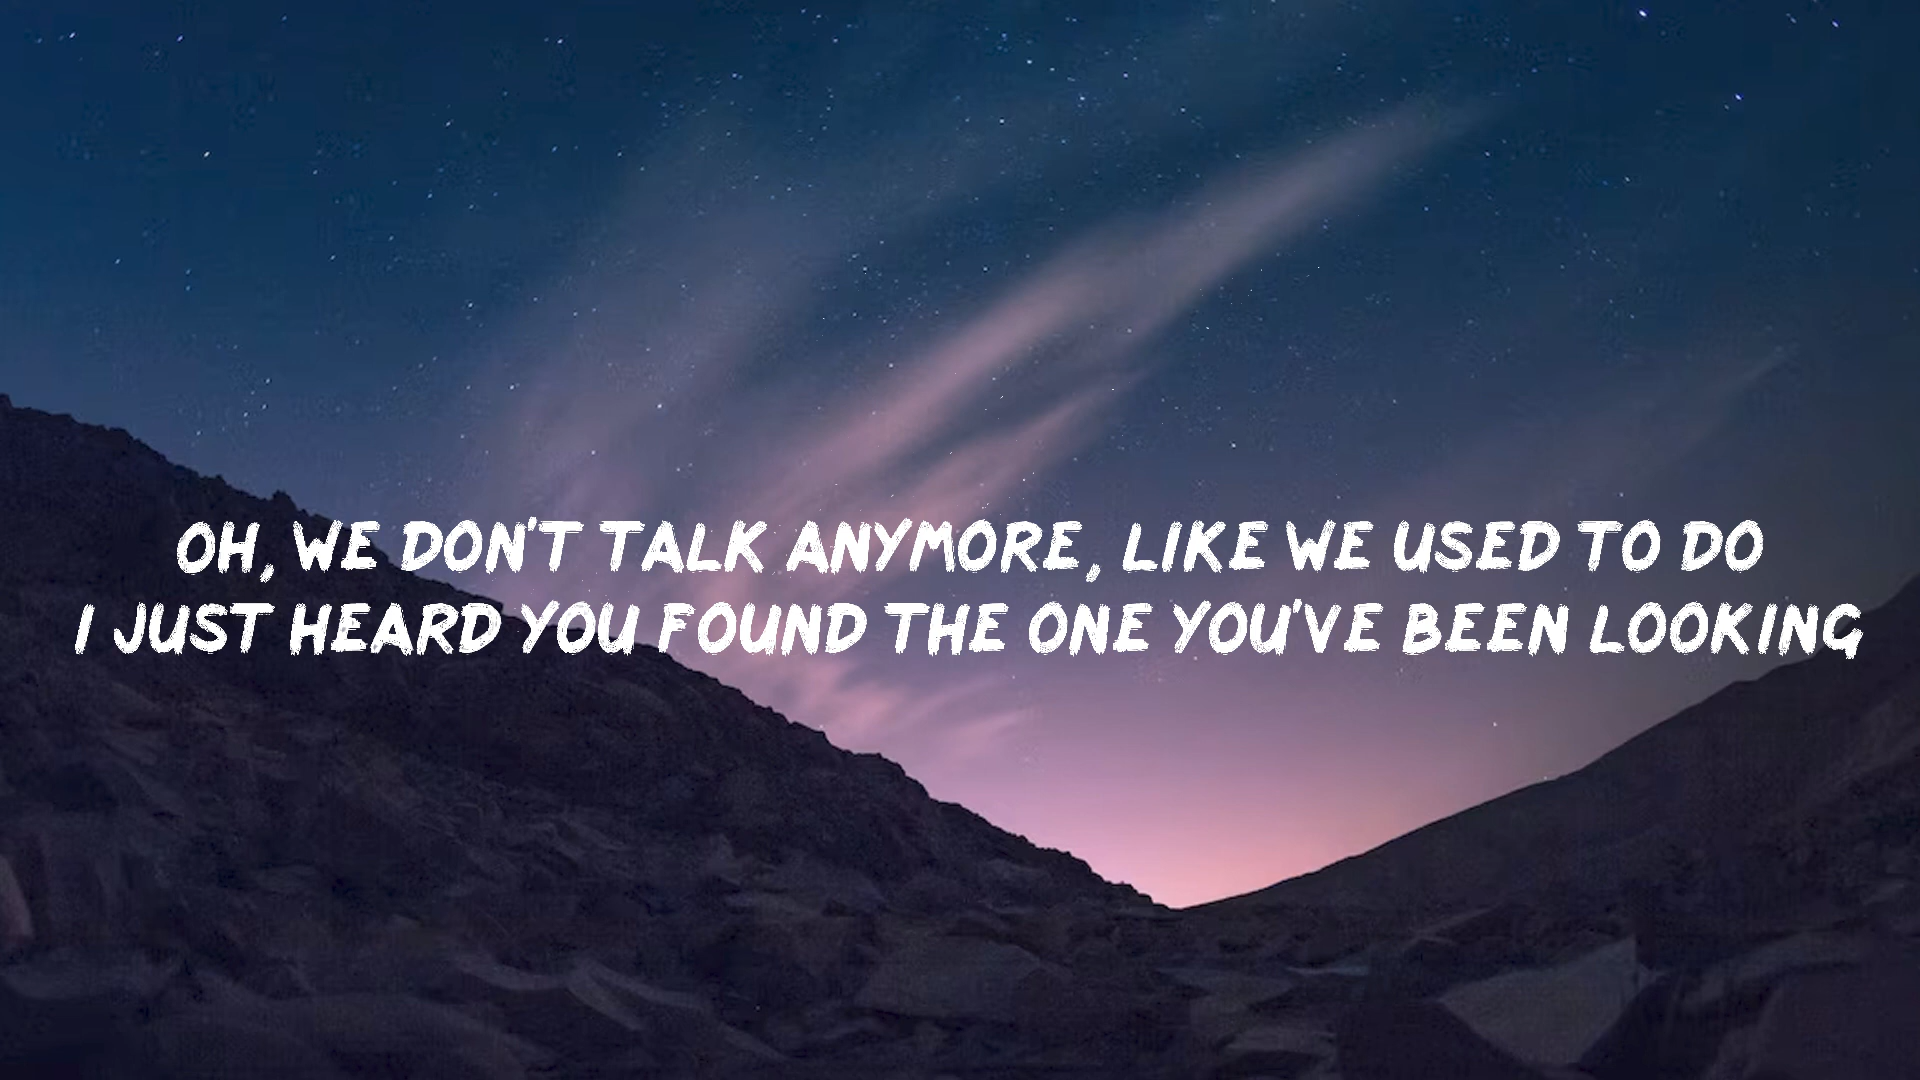 OH, WE DON'T TALK ANYMORE, LIKE WE USED TO DO
I JUST HEARD YOU FOUND THE ONE YOU'VE BEEN LOOKING